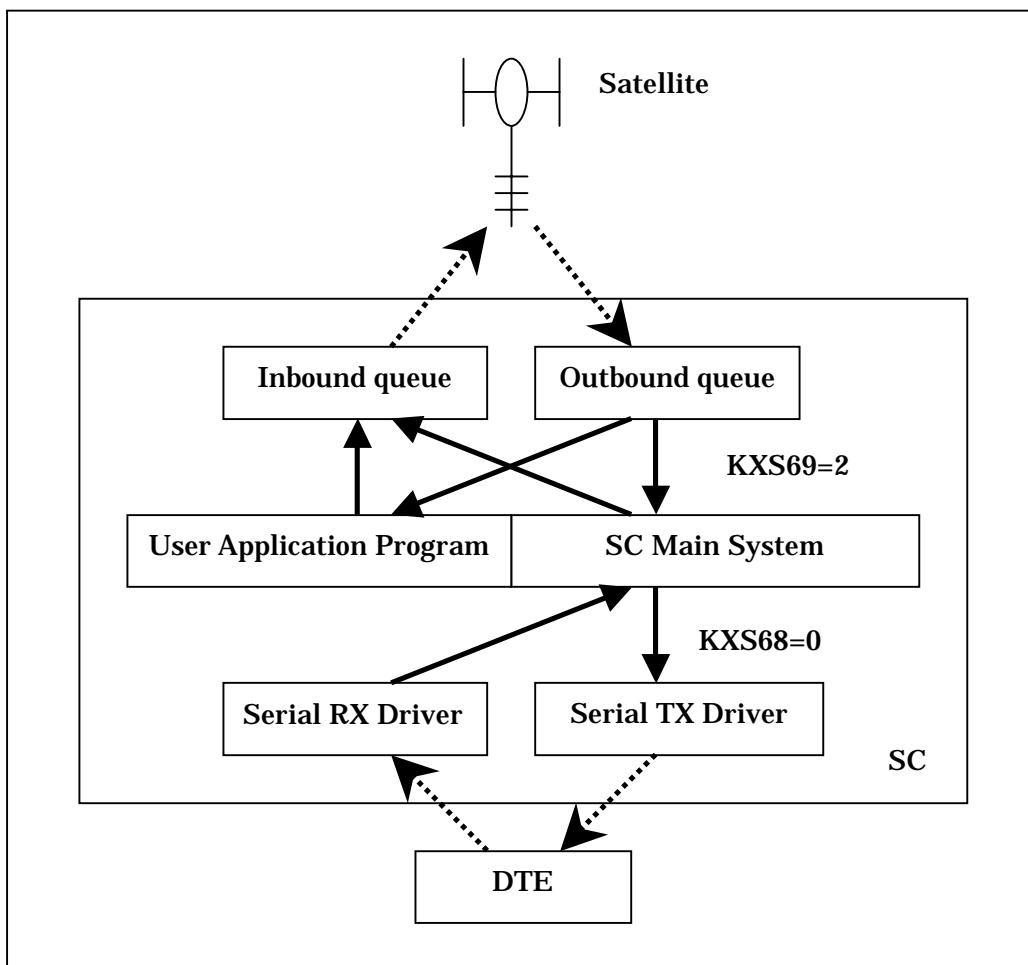 Satellite
Inbound queue
Outbound queue
KXS69=2
User Application Program
SC Main System
KXS68=0
Serial RX Driver
Serial TX Driver
SC
DTE